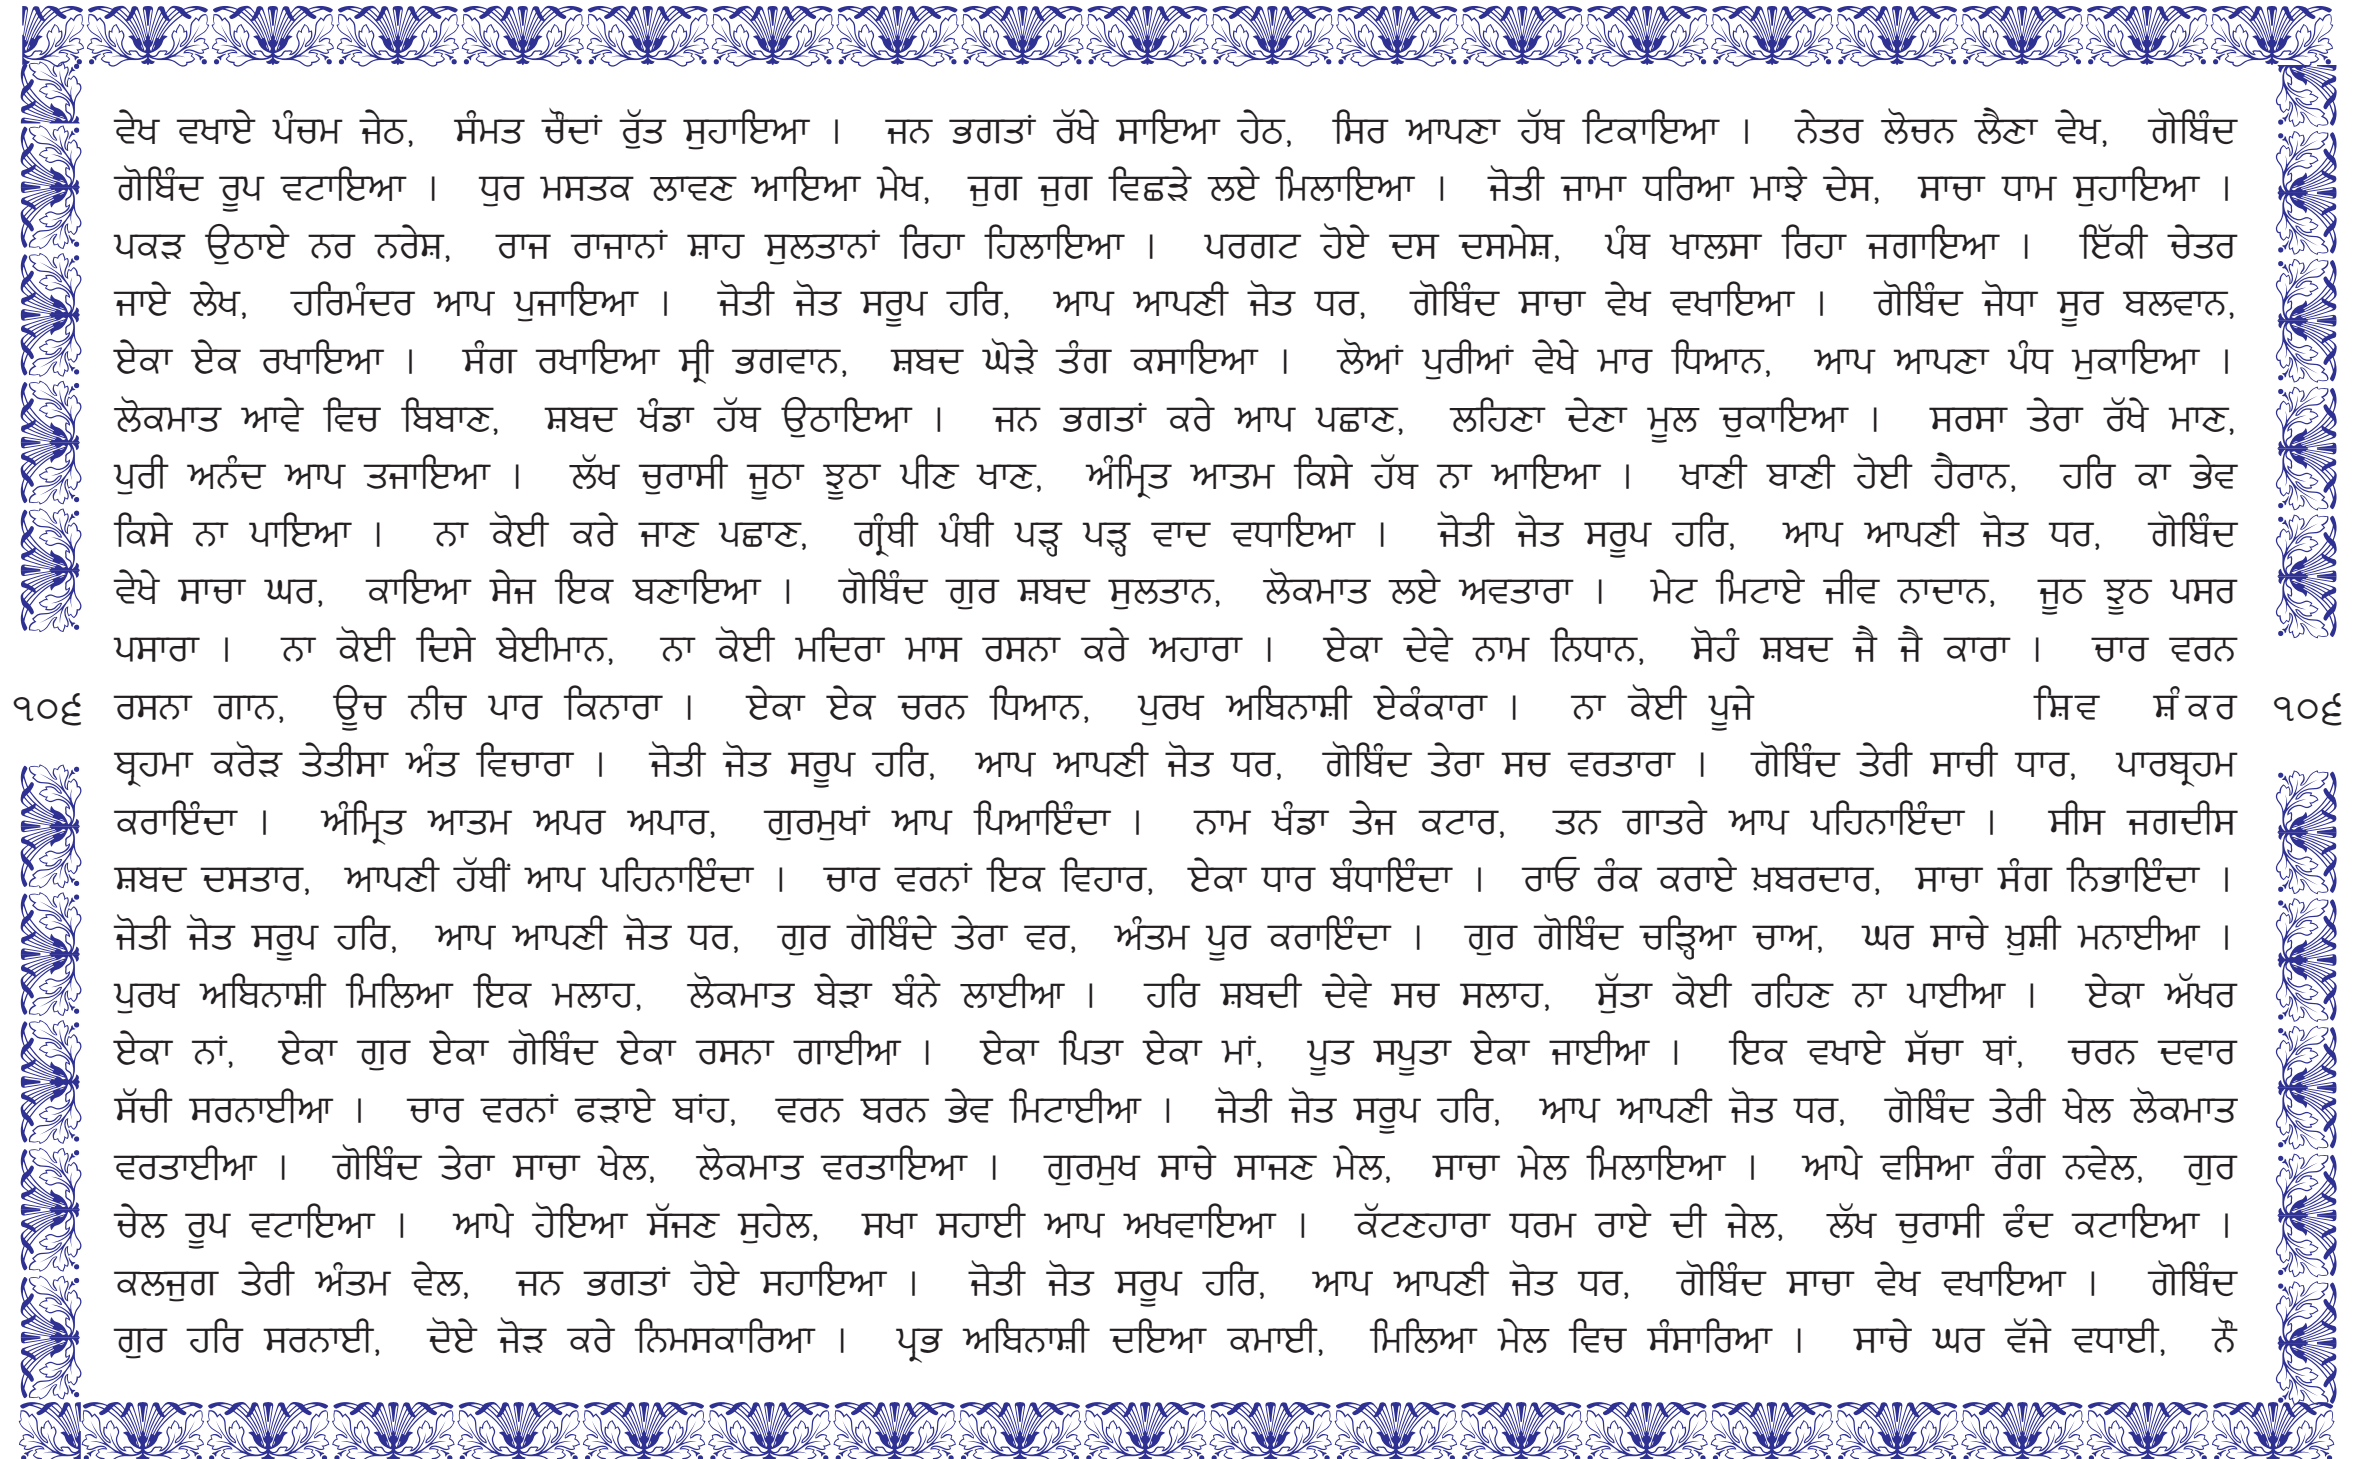 ਵੇਖ ਵਖਾਏ ਪੰਚਮ ਜੇਠ, ਸੰਮਤ ਚੌਦਾਂ ਰੁੱਤ ਸੁਹਾਇਆ । ਜਨ ਭਗਤਾਂ ਰੱਖੇ ਸਾਇਆ ਹੇਠ, ਸਿਰ ਆਪਣਾ ਹੱਥ ਟਿਕਾਇਆ । ਨੇਤਰ ਲੋਚਨ ਲੈਣਾ ਵੇਖ, ਗੋਬਿੰਦ
ਗੋਬਿੰਦ ਰੂਪ ਵਟਾਇਆ । ਧੁਰ ਮਸਤਕ ਲਾਵਣ ਆਇਆ ਮੇਖ, ਜੁਗ ਜੁਗ ਵਿਛੜੇ ਲਏ ਮਿਲਾਇਆ । ਜੋਤੀ ਜਾਮਾ ਧਰਿਆ ਮਾਝੇ ਦੇਸ, ਸਾਚਾ ਧਾਮ ਸੁਹਾਇਆ ।
ਪਕੜ ਉਠਾਏ ਨਰ ਨਰੇਸ਼, ਰਾਜ ਰਾਜਾਨਾਂ ਸ਼ਾਹ ਸੁਲਤਾਨਾਂ ਰਿਹਾ ਹਿਲਾਇਆ । ਪਰਗਟ ਹੋਏ ਦਸ ਦਸਮੇਸ਼, ਪੰਥ ਖਾਲਸਾ ਰਿਹਾ ਜਗਾਇਆ । ਇੱਕੀ ਚੇਤਰ
ਜਾਏ ਲੇਖ, ਹਰਿਮੰਦਰ ਆਪ ਪੁਜਾਇਆ । ਜੋਤੀ ਜੋਤ ਸਰੂਪ ਹਰਿ, ਆਪ ਆਪਣੀ ਜੋਤ ਧਰ, ਗੋਬਿੰਦ ਸਾਚਾ ਵੇਖ ਵਖਾਇਆ । ਗੋਬਿੰਦ ਜੋਧਾ ਸੂਰ ਬਲਵਾਨ,
ਏਕਾ ਏਕ ਰਖਾਇਆ । ਸੰਗ ਰਖਾਇਆ ਸ੍ਰੀ ਭਗਵਾਨ, ਸ਼ਬਦ ਘੋੜੇ ਤੰਗ ਕਸਾਇਆ । ਲੋਆਂ ਪੁਰੀਆਂ ਵੇਖੇ ਮਾਰ ਧਿਆਨ, ਆਪ ਆਪਣਾ ਪੰਧ ਮੁਕਾਇਆ ।
ਲੋਕਮਾਤ ਆਵੇ ਵਿਚ ਬਿਬਾਣ, ਸ਼ਬਦ ਖੰਡਾ ਹੱਥ ਉਠਾਇਆ । ਜਨ ਭਗਤਾਂ ਕਰੇ ਆਪ ਪਛਾਣ, ਲਹਿਣਾ ਦੇਣਾ ਮੂਲ ਚੁਕਾਇਆ । ਸਰਸਾ ਤੇਰਾ ਰੱਖੇ ਮਾਣ,
ਪੁਰੀ ਅਨੰਦ ਆਪ ਤਜਾਇਆ । ਲੱਖ ਚੁਰਾਸੀ ਜੂਠਾ ਝੂਠਾ ਪੀਣ ਖਾਣ, ਅੰਮ੍ਰਿਤ ਆਤਮ ਕਿਸੇ ਹੱਥ ਨਾ ਆਇਆ । ਖਾਣੀ ਬਾਣੀ ਹੋਈ ਹੈਰਾਨ, ਹਰਿ ਕਾ ਭੇਵ
ਕਿਸੇ ਨਾ ਪਾਇਆ । ਨਾ ਕੋਈ ਕਰੇ ਜਾਣ ਪਛਾਣ, ਗ੍ਰੰਥੀ ਪੰਥੀ ਪੜ੍ਹ ਪੜ੍ਹ ਵਾਦ ਵਧਾਇਆ । ਜੋਤੀ ਜੋਤ ਸਰੂਪ ਹਰਿ, ਆਪ ਆਪਣੀ ਜੋਤ ਧਰ, ਗੋਬਿੰਦ
ਵੇਖੇ ਸਾਚਾ ਘਰ, ਕਾਇਆ ਸੇਜ ਇਕ ਬਣਾਇਆ । ਗੋਬਿੰਦ ਗੁਰ ਸ਼ਬਦ ਸੁਲਤਾਨ, ਲੋਕਮਾਤ ਲਏ ਅਵਤਾਰਾ । ਮੇਟ ਮਿਟਾਏ ਜੀਵ ਨਾਦਾਨ, ਜੂਠ ਝੂਠ ਪਸਰ
ਪਸਾਰਾ । ਨਾ ਕੋਈ ਦਿਸੇ ਬੇਈਮਾਨ, ਨਾ ਕੋਈ ਮਦਿਰਾ ਮਾਸ ਰਸਨਾ ਕਰੇ ਅਹਾਰਾ । ਏਕਾ ਦੇਵੇ ਨਾਮ ਨਿਧਾਨ, ਸੋਹੰ ਸ਼ਬਦ ਜੈ ਜੈ ਕਾਰਾ । ਚਾਰ ਵਰਨ
੧੦੬ ਰਸਨਾ ਗਾਨ, ਊਚ ਨੀਚ ਪਾਰ ਕਿਨਾਰਾ । ਏਕਾ ਏਕ ਚਰਨ ਧਿਆਨ, ਪੁਰਖ ਅਬਿਨਾਸ਼ੀ ਏਕੰਕਾਰਾ । ਨਾ ਕੋਈ ਪੂਜੇ ਸ਼ਿਵ ਸ਼ੰਕਰ ੧੦੬
ਬ੍ਰਹਮਾ ਕਰੋੜ ਤੇਤੀਸਾ ਅੰਤ ਵਿਚਾਰਾ । ਜੋਤੀ ਜੋਤ ਸਰੂਪ ਹਰਿ, ਆਪ ਆਪਣੀ ਜੋਤ ਧਰ, ਗੋਬਿੰਦ ਤੇਰਾ ਸਚ ਵਰਤਾਰਾ । ਗੋਬਿੰਦ ਤੇਰੀ ਸਾਚੀ ਧਾਰ, ਪਾਰਬ੍ਰਹਮ
ਕਰਾਇੰਦਾ । ਅੰਮ੍ਰਿਤ ਆਤਮ ਅਪਰ ਅਪਾਰ, ਗੁਰਮੁਖਾਂ ਆਪ ਪਿਆਇੰਦਾ । ਨਾਮ ਖੰਡਾ ਤੇਜ ਕਟਾਰ, ਤਨ ਗਾਤਰੇ ਆਪ ਪਹਿਨਾਇੰਦਾ । ਸੀਸ ਜਗਦੀਸ
ਸ਼ਬਦ ਦਸਤਾਰ, ਆਪਣੀ ਹੱਥੀਂ ਆਪ ਪਹਿਨਾਇੰਦਾ । ਚਾਰ ਵਰਨਾਂ ਇਕ ਵਿਹਾਰ, ਏਕਾ ਧਾਰ ਬੰਧਾਇੰਦਾ । ਰਾਓ ਰੰਕ ਕਰਾਏ ਖ਼ਬਰਦਾਰ, ਸਾਚਾ ਸੰਗ ਨਿਭਾਇੰਦਾ ।
ਜੋਤੀ ਜੋਤ ਸਰੂਪ ਹਰਿ, ਆਪ ਆਪਣੀ ਜੋਤ ਧਰ, ਗੁਰ ਗੋਬਿੰਦੇ ਤੇਰਾ ਵਰ, ਅੰਤਮ ਪੂਰ ਕਰਾਇੰਦਾ । ਗੁਰ ਗੋਬਿੰਦ ਚੜ੍ਹਿਆ ਚਾਅ, ਘਰ ਸਾਚੇ ਖ਼ੁਸ਼ੀ ਮਨਾਈਆ ।
ਪੁਰਖ ਅਬਿਨਾਸ਼ੀ ਮਿਲਿਆ ਇਕ ਮਲਾਹ, ਲੋਕਮਾਤ ਬੇੜਾ ਬੰਨੇ ਲਾਈਆ । ਹਰਿ ਸ਼ਬਦੀ ਦੇਵੇ ਸਚ ਸਲਾਹ, ਸੁੱਤਾ ਕੋਈ ਰਹਿਣ ਨਾ ਪਾਈਆ । ਏਕਾ ਅੱਖਰ
ਏਕਾ ਨਾਂ, ਏਕਾ ਗੁਰ ਏਕਾ ਗੋਬਿੰਦ ਏਕਾ ਰਸਨਾ ਗਾਈਆ । ਏਕਾ ਪਿਤਾ ਏਕਾ ਮਾਂ, ਪੂਤ ਸਪੂਤਾ ਏਕਾ ਜਾਈਆ । ਇਕ ਵਖਾਏ ਸੱਚਾ ਥਾਂ, ਚਰਨ ਦਵਾਰ
ਸੱਚੀ ਸਰਨਾਈਆ । ਚਾਰ ਵਰਨਾਂ ਫੜਾਏ ਬਾਂਹ, ਵਰਨ ਬਰਨ ਭੇਵ ਮਿਟਾਈਆ । ਜੋਤੀ ਜੋਤ ਸਰੂਪ ਹਰਿ, ਆਪ ਆਪਣੀ ਜੋਤ ਧਰ, ਗੋਬਿੰਦ ਤੇਰੀ ਖੇਲ ਲੋਕਮਾਤ
ਵਰਤਾਈਆ । ਗੋਬਿੰਦ ਤੇਰਾ ਸਾਚਾ ਖੇਲ, ਲੋਕਮਾਤ ਵਰਤਾਇਆ । ਗੁਰਮੁਖ ਸਾਚੇ ਸਾਜਣ ਮੇਲ, ਸਾਚਾ ਮੇਲ ਮਿਲਾਇਆ । ਆਪੇ ਵਸਿਆ ਰੰਗ ਨਵੇਲ, ਗੁਰ
ਚੇਲ ਰੂਪ ਵਟਾਇਆ । ਆਪੇ ਹੋਇਆ ਸੱਜਣ ਸੁਹੇਲ, ਸਖਾ ਸਹਾਈ ਆਪ ਅਖਵਾਇਆ । ਕੱਟਣਹਾਰਾ ਧਰਮ ਰਾਏ ਦੀ ਜੇਲ, ਲੱਖ ਚੁਰਾਸੀ ਫੰਦ ਕਟਾਇਆ ।
ਕਲਜੁਗ ਤੇਰੀ ਅੰਤਮ ਵੇਲ, ਜਨ ਭਗਤਾਂ ਹੋਏ ਸਹਾਇਆ । ਜੋਤੀ ਜੋਤ ਸਰੂਪ ਹਰਿ, ਆਪ ਆਪਣੀ ਜੋਤ ਧਰ, ਗੋਬਿੰਦ ਸਾਚਾ ਵੇਖ ਵਖਾਇਆ । ਗੋਬਿੰਦ
ਗੁਰ ਹਰਿ ਸਰਨਾਈ, ਦੋਏ ਜੋੜ ਕਰੇ ਨਿਮਸਕਾਰਿਆ । ਪ੍ਰਭ ਅਬਿਨਾਸ਼ੀ ਦਇਆ ਕਮਾਈ, ਮਿਲਿਆ ਮੇਲ ਵਿਚ ਸੰਸਾਰਿਆ । ਸਾਚੇ ਘਰ ਵੱਜੇ ਵਧਾਈ, ਨੌ